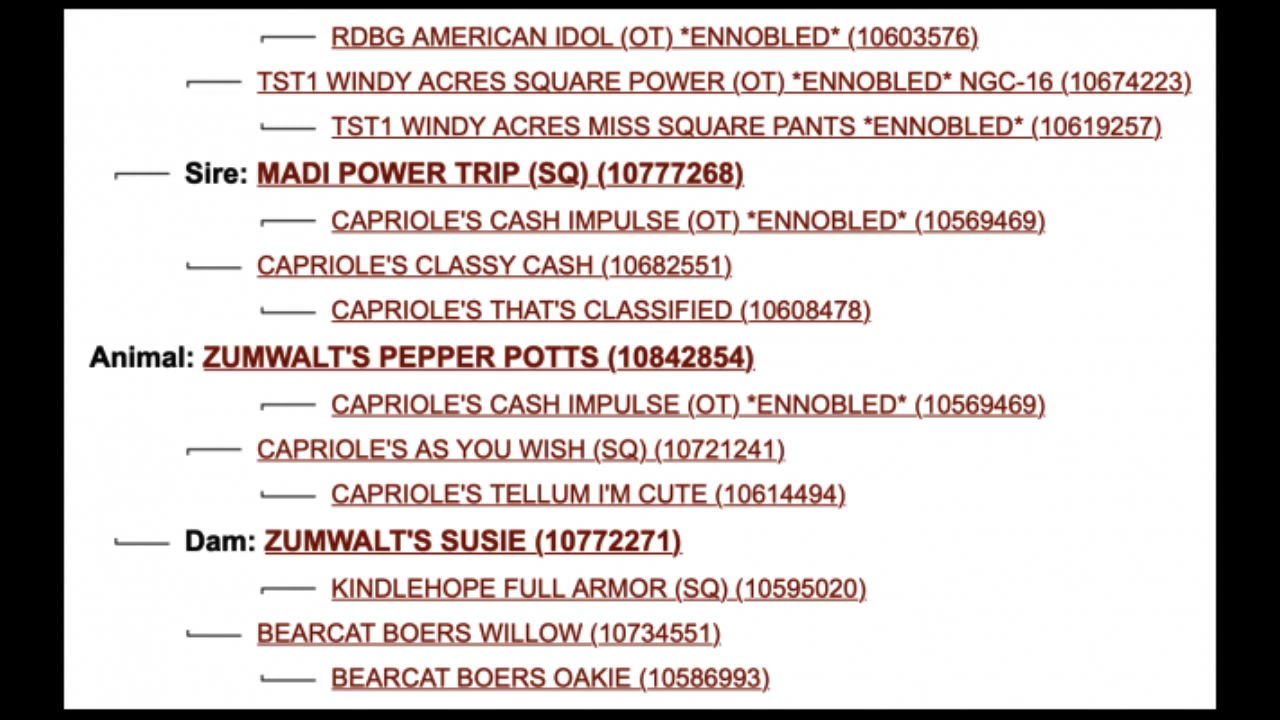 RDBG AMERICAN IDOL (OT) *ENNOBLED* (10603576)
TST1 WINDY ACRES SQUARE POWER (OT) *ENNOBLED* NGC-16 (10674223)
TST1 WINDY ACRES MISS SQUARE PANTS *ENNOBLED* (10619257)
Sire: MADI POWER TRIP (SQ) (10777268)
CAPRIOLE'S CASH IMPULSE (OT) *ENNOBLED* (10569469)
CAPRIOLE'S CLASSY CASH (10682551)
CAPRIOLE'S THAT'S CLASSIFIED (10608478)
Animal: ZUMWALT'S PEPPER POTTS (10842854)
CAPRIOLE'S CASH IMPULSE (OT) *ENNOBLED* (10569469)
CAPRIOLE'S AS YOU WISH (SQ) (10721241)
CAPRIOLE'S TELLUM I'M CUTE (10614494)
Dam: ZUMWALT'S SUSIE (10772271)
KINDLEHOPE FULL ARMOR (SQ) (10595020)
BEARCAT BOERS WILLOW (10734551)
BEARCAT BOERS OAKIE (10586993)